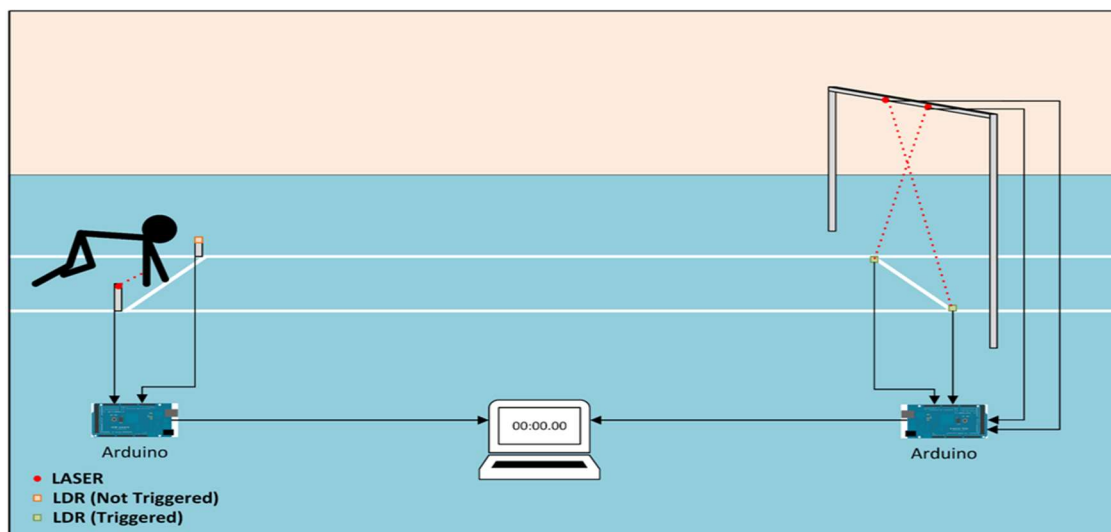 00:00.00
Arduino
Arduino
LASER
LDR (Not Triggered)
LDR (Triggered)